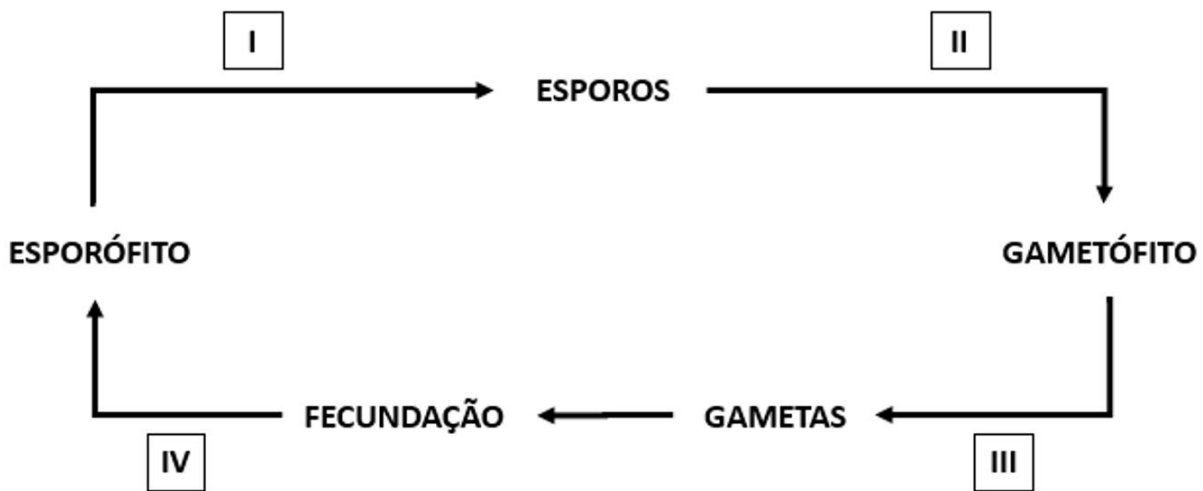 I
II
ESPOROS
ESPORÓFITO
GAMETÓFITO
FECUNDAÇÃO
GAMETAS
IV
III